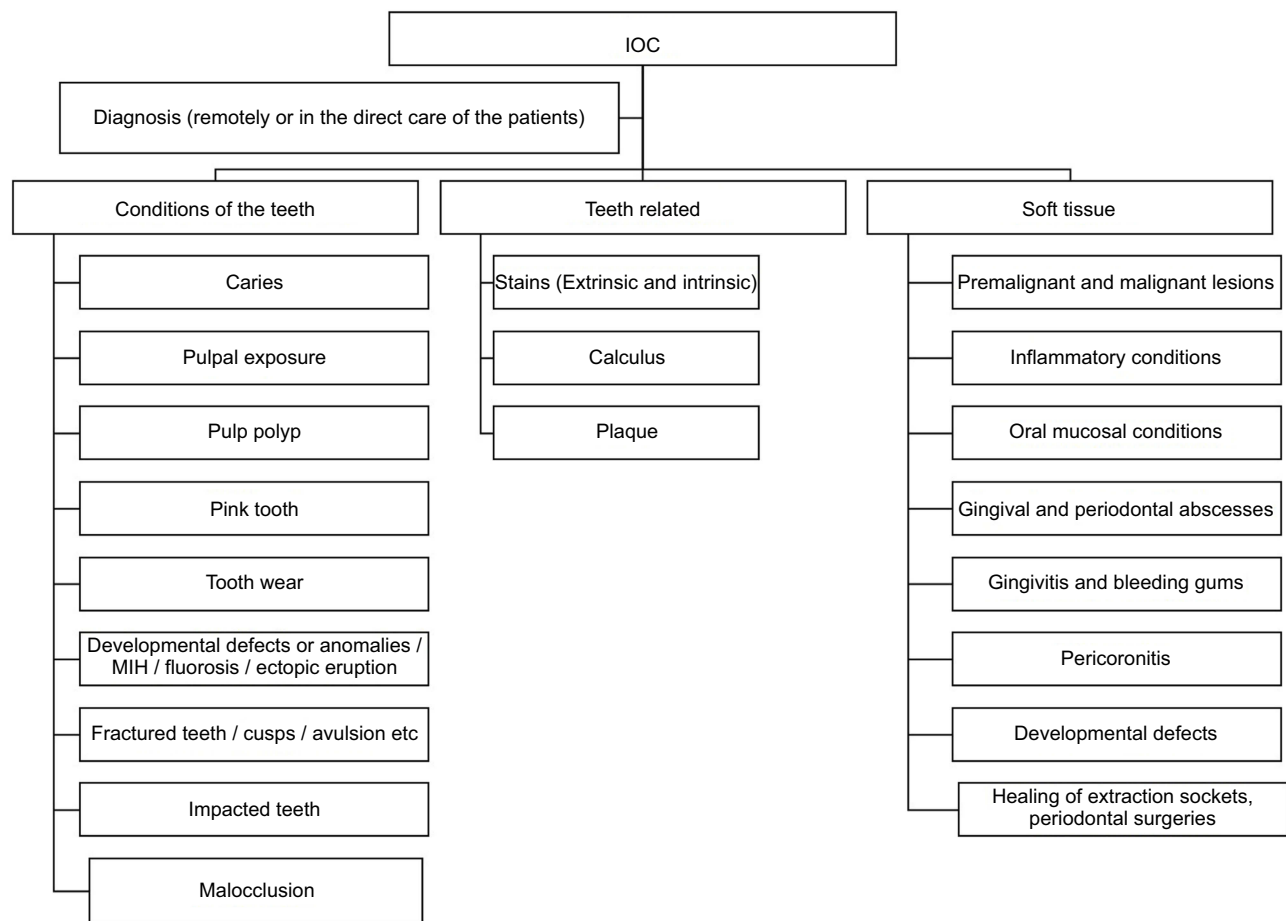 IOC
Diagnosis (remotely or in the direct care of the patients)
Conditions of the teeth
Caries
Pulpal exposure
Pulp polyp
Pink tooth
Tooth wear
Developmental defects or anomalies /
MIH / fluorosis / ectopic eruption
Fractured teeth / cusps / avulsion etc
Impacted teeth
Malocclusion
Teeth related
Stains (Extrinsic and intrinsic)
Calculus
Plaque
Soft tissue
Premalignant and malignant lesions
Inflammatory conditions
Oral mucosal conditions
Gingival and periodontal abscesses
Gingivitis and bleeding gums
Pericoronitis
Developmental defects
Healing of extraction sockets,
periodontal surgeries